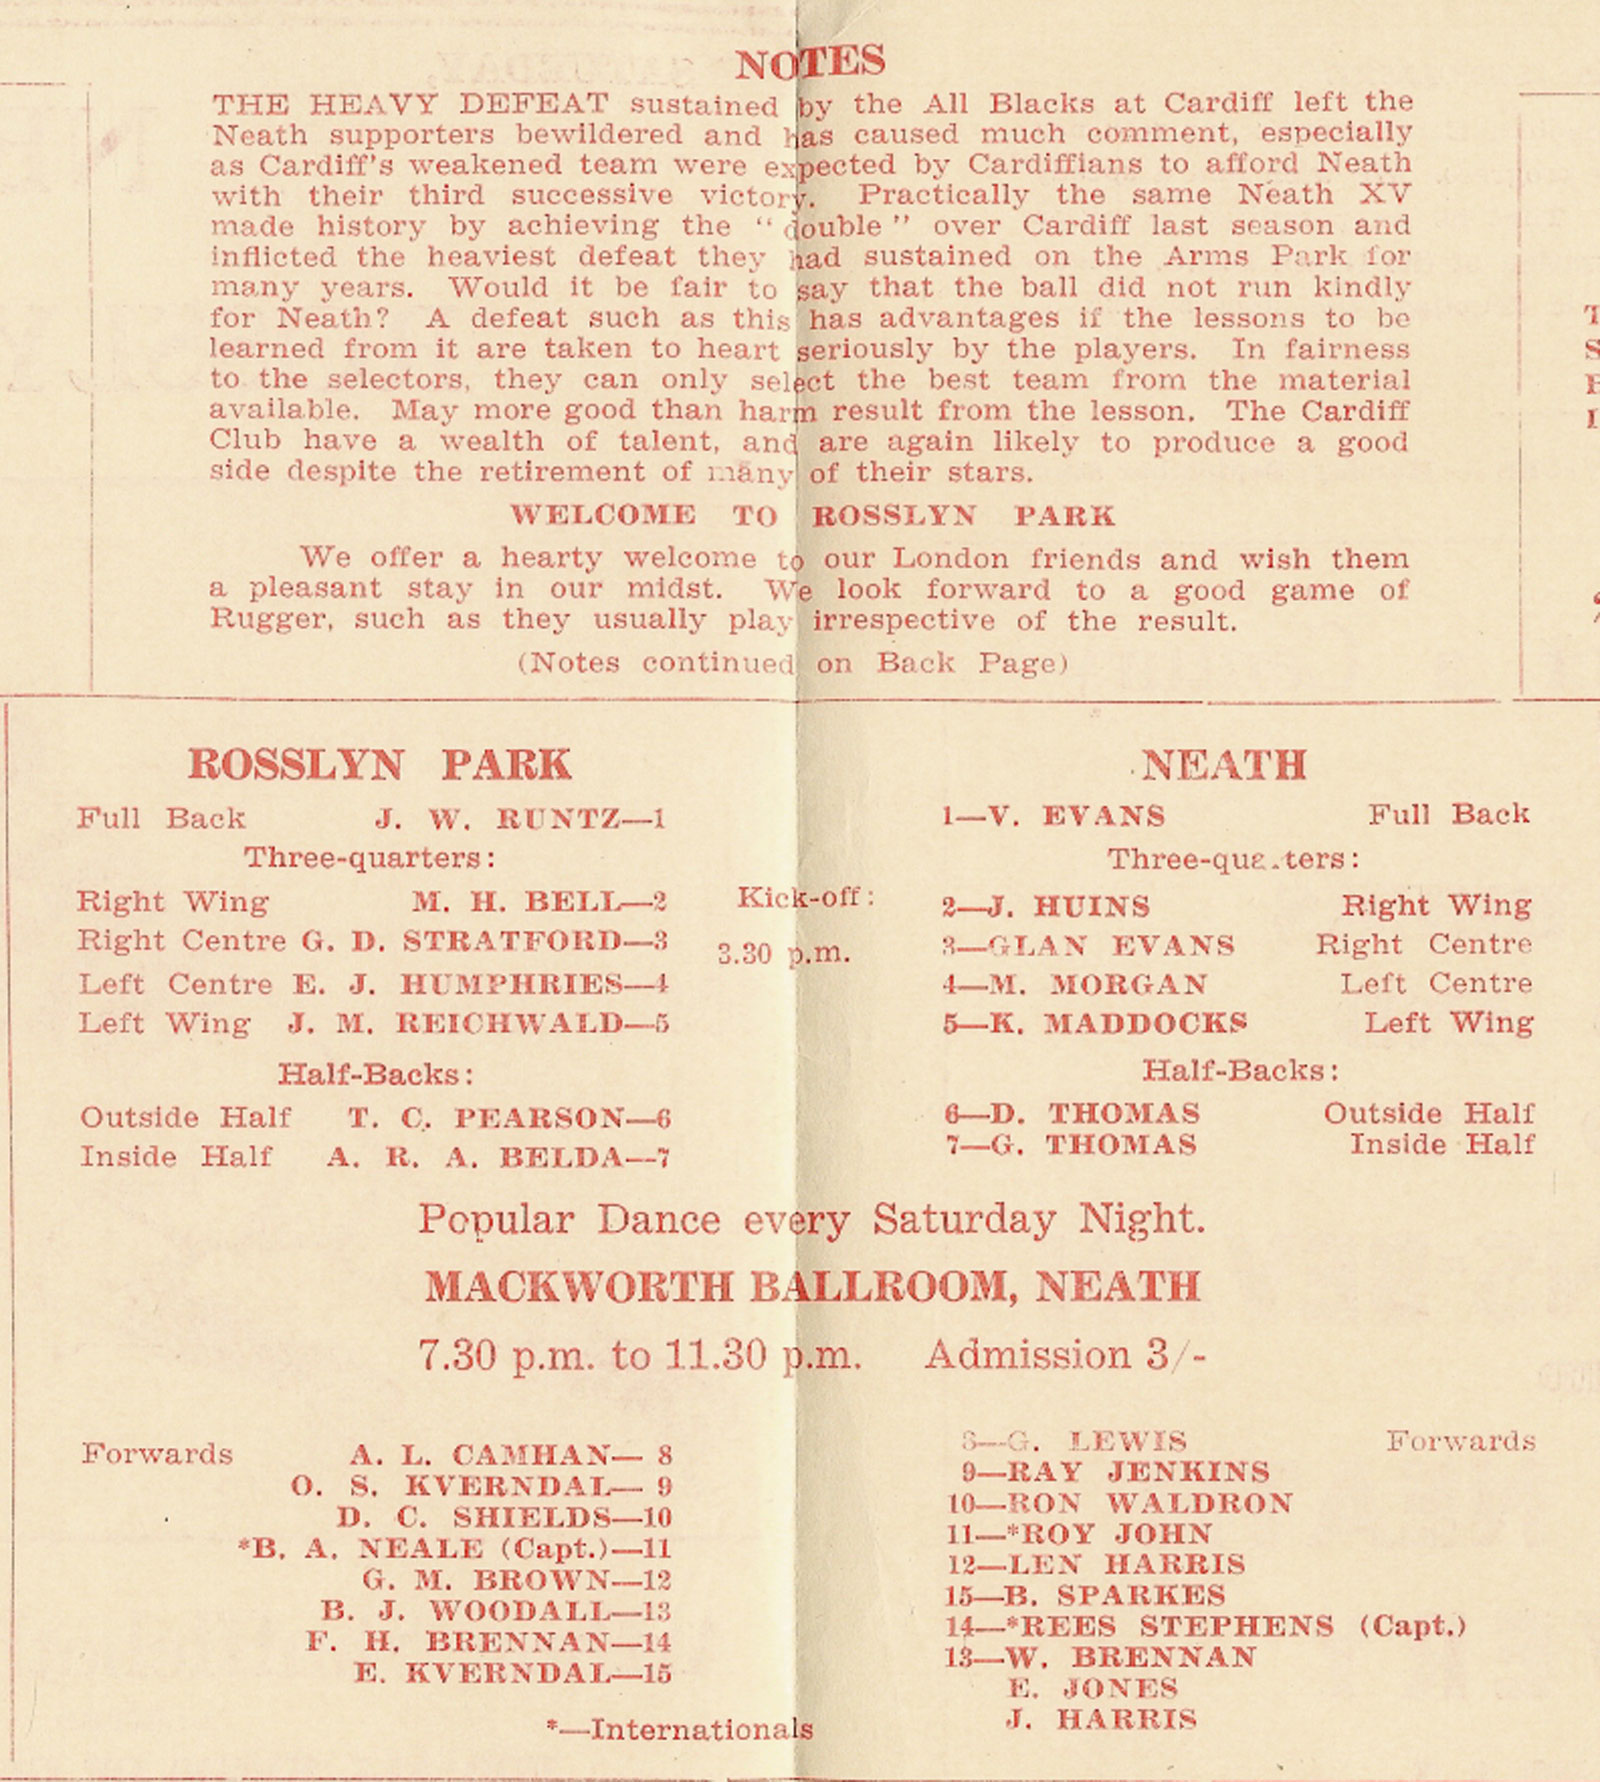 NOTES
THE HEAVY DEFEAT sustained by the All Blacks at Cardiff left the
Neath supporters bewildered and has caused much comment, especially
as Cardiff's weakened team were expected by Cardiffians to afford Neath
with their third successive victory. Practically the same Neath XV
made history by achieving the "double" over Cardiff last season and
inflicted the heaviest defeat they had sustained on the Arms Park for
many years. Would it be fair to say that the ball did not run kindly
for Neath? A defeat such as this has advantages if the lessons to be
learned from it are taken to heart seriously by the players. In fairness
to the selectors, they can only select the best team from the material
available. May more good than harm result from the lesson. The Cardiff
Club have a wealth of talent, and are again likely to produce a good
side despite the retirement of many of their stars.
WELCOME TO ROSSLYN PARK
We offer a hearty welcome to our London friends and wish them
a pleasant stay in our midst. We look forward to a good game of
Rugger, such as they usually play irrespective of the result.
(Notes continued on Back Page)
ROSSLYN PARK
Full Back J. W. RUNTZ—1
Three-quarters:
Right Wing M. H. BELL—2
Right Centre G. D. STRATFORD—3
Left Centre E. J. HUMPHRIES—4
Left Wing J. M. REICHWALD—5
Half-Backs:
Outside Half T. C. PEARSON—6
Inside Half A. R. A. BELDA—7
Kick-off:
3.30 p.m.
NEATH
1—V. EVANS Full Back
Three-quarters:
2—J. HUINS Right Wing
3—GLAN EVANS Right Centre
4—M. MORGAN Left Centre
5—K. MADDOCKS Left Wing
Half-Backs:
6—D. THOMAS Outside Half
7—G. THOMAS Inside Half
Popular Dance every Saturday Night.
MACKWORTH BALLROOM, NEATH
7.30 p.m. to 11.30 p.m. Admission 3/-
Forwards A. L. CAMHAN— 8
O. S. KVERNDAL— 9
D. C. SHIELDS—10
*B. A. NEALE (Capt.)—11
G. M. BROWN—12
B. J. WOODALL—13
F. H. BRENNAN—14
E. KVERNDAL—15
8—G. LEWIS Forwards
9—RAY JENKINS
10—RON WALDRON
11—*ROY JOHN
12—LEN HARRIS
15—B. SPARKES
14—*REES STEPHENS (Capt.)
13—W. BRENNAN
E. JONES
J. HARRIS
*—Internationals